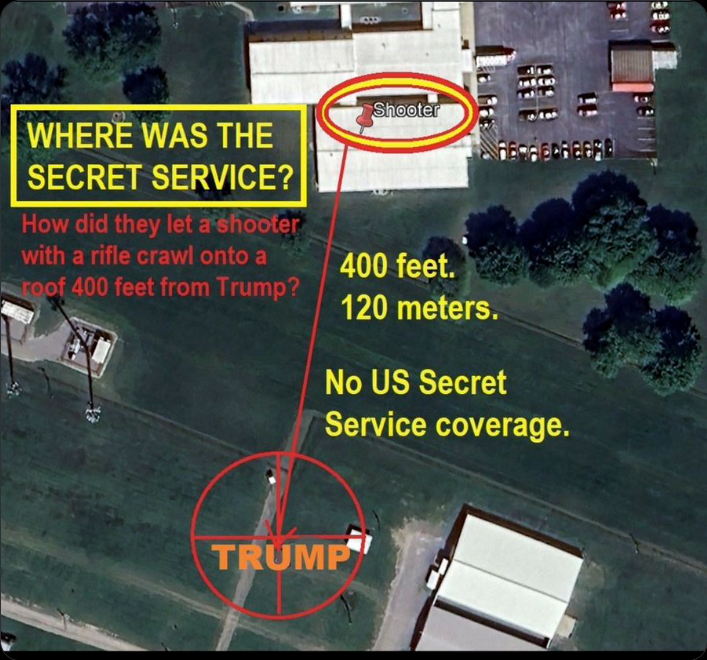 Shooter
WHERE WAS THE
SECRET SERVICE?
How did they let a shooter
with a rifle crawl onto a
roof 400 feet from Trump?
400 feet.
120 meters.
No US Secret
Service coverage.
TRUMP